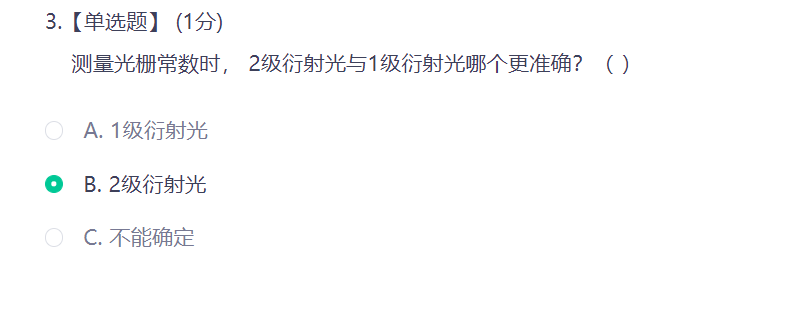 3.【单选题】 (1分)
测量光栅常数时， 2级衍射光与1级衍射光哪个更准确？（ ）
A. 1级衍射光
B. 2级衍射光
C. 不能确定